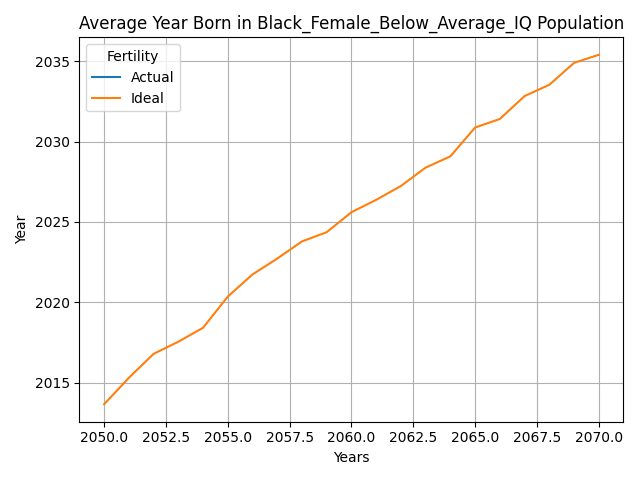 Average Year Born in Black_Female_Below_Average_IQ Population
Fertility
Actual
Ideal
2035
2030
2025
2020
2015
Year
2050.0 2052.5 2055.0 2057.5 2060.0 2062.5 2065.0 2067.5 2070.0
Years